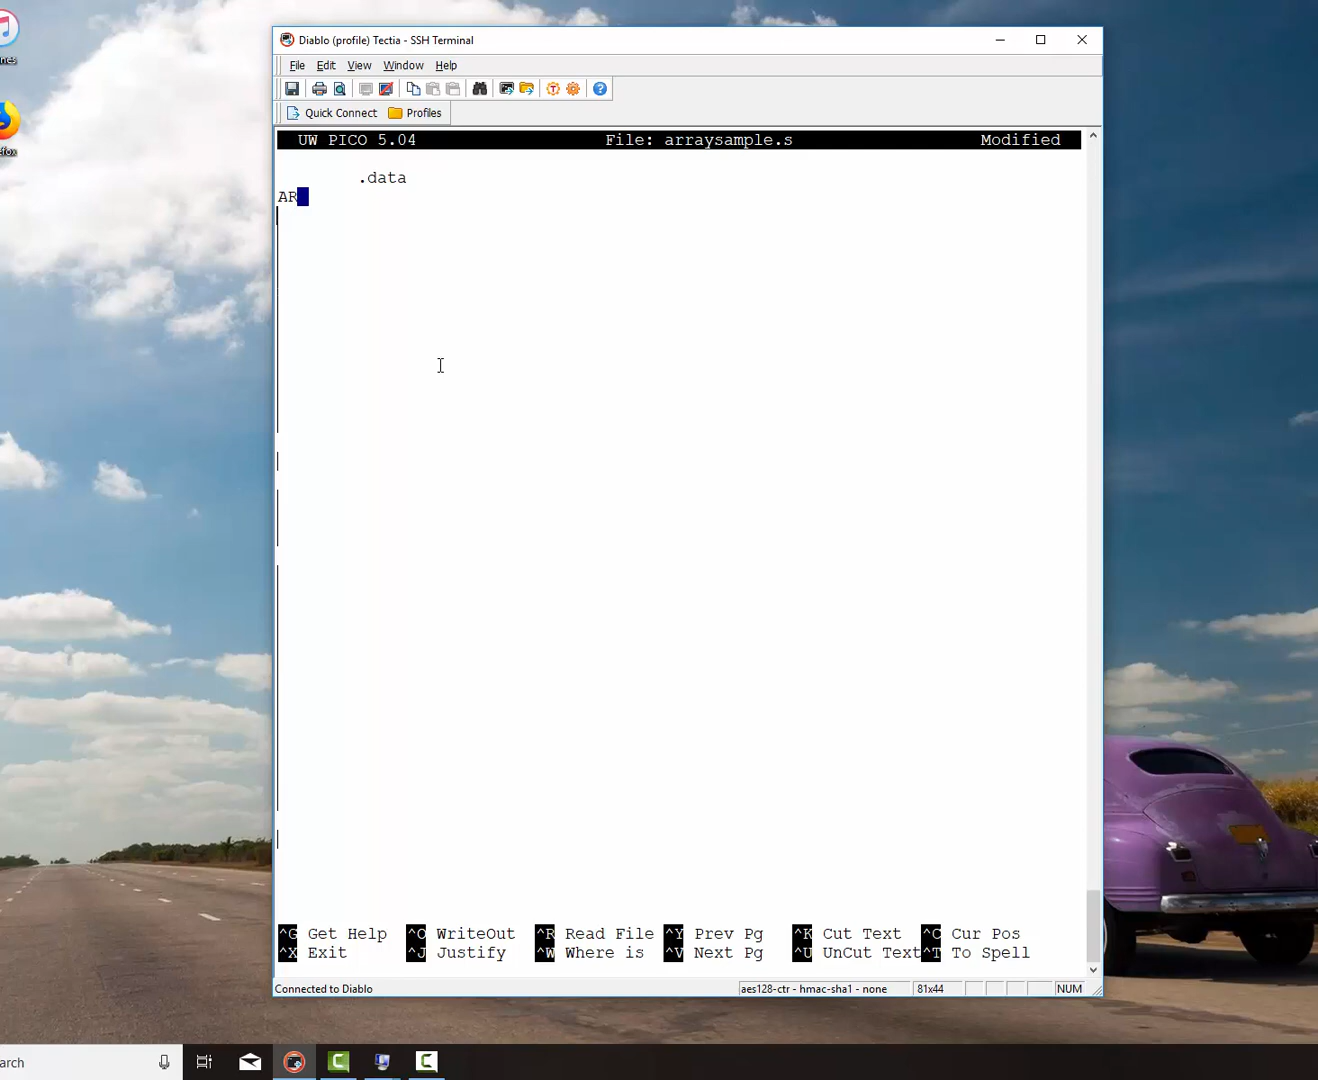 nes
efox
Diablo (profile) Tectia - SSH Terminal
File Edit View Window Help
Quick Connect Profiles
UW PICO 5.04 File: arraysample.s Modified
.data
AR
^G Get Help ^O WriteOut ^R Read File ^Y Prev Pg ^K Cut Text ^C Cur Pos
^X Exit ^J Justify ^W Where is ^V Next Pg ^U UnCut Text ^T To Spell
Connected to Diablo aes128-ctr - hmac-sha1 - none 81x44 NUM
arch